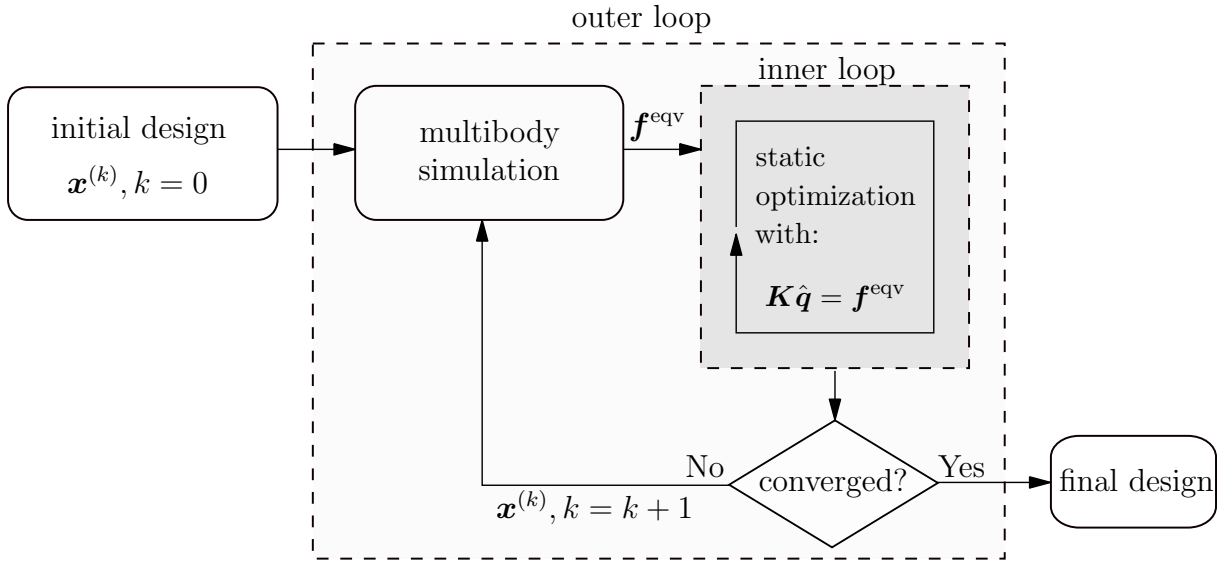 outer loop
inner loop
initial design
𝒙^(k), k = 0
multibody
simulation
𝒇^eqv
static
optimization
with:
𝑲𝒒̂ = 𝒇^eqv
No
converged?
Yes
final design
𝒙^(k), k = k + 1